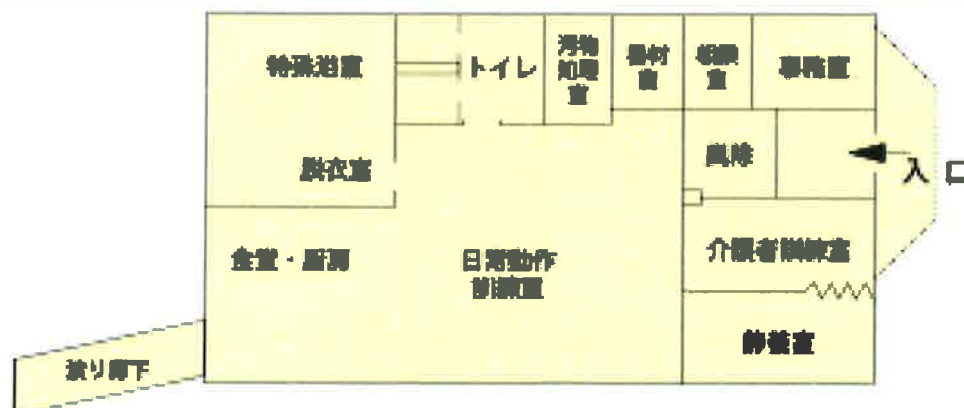 特殊浴室
トイレ
汚物
処理
室
器材
室
相談
室
事務室
脱衣室
風除
入口
食堂・厨房
日常動作
訓練室
介護者訓練室
静養室
渡り廊下